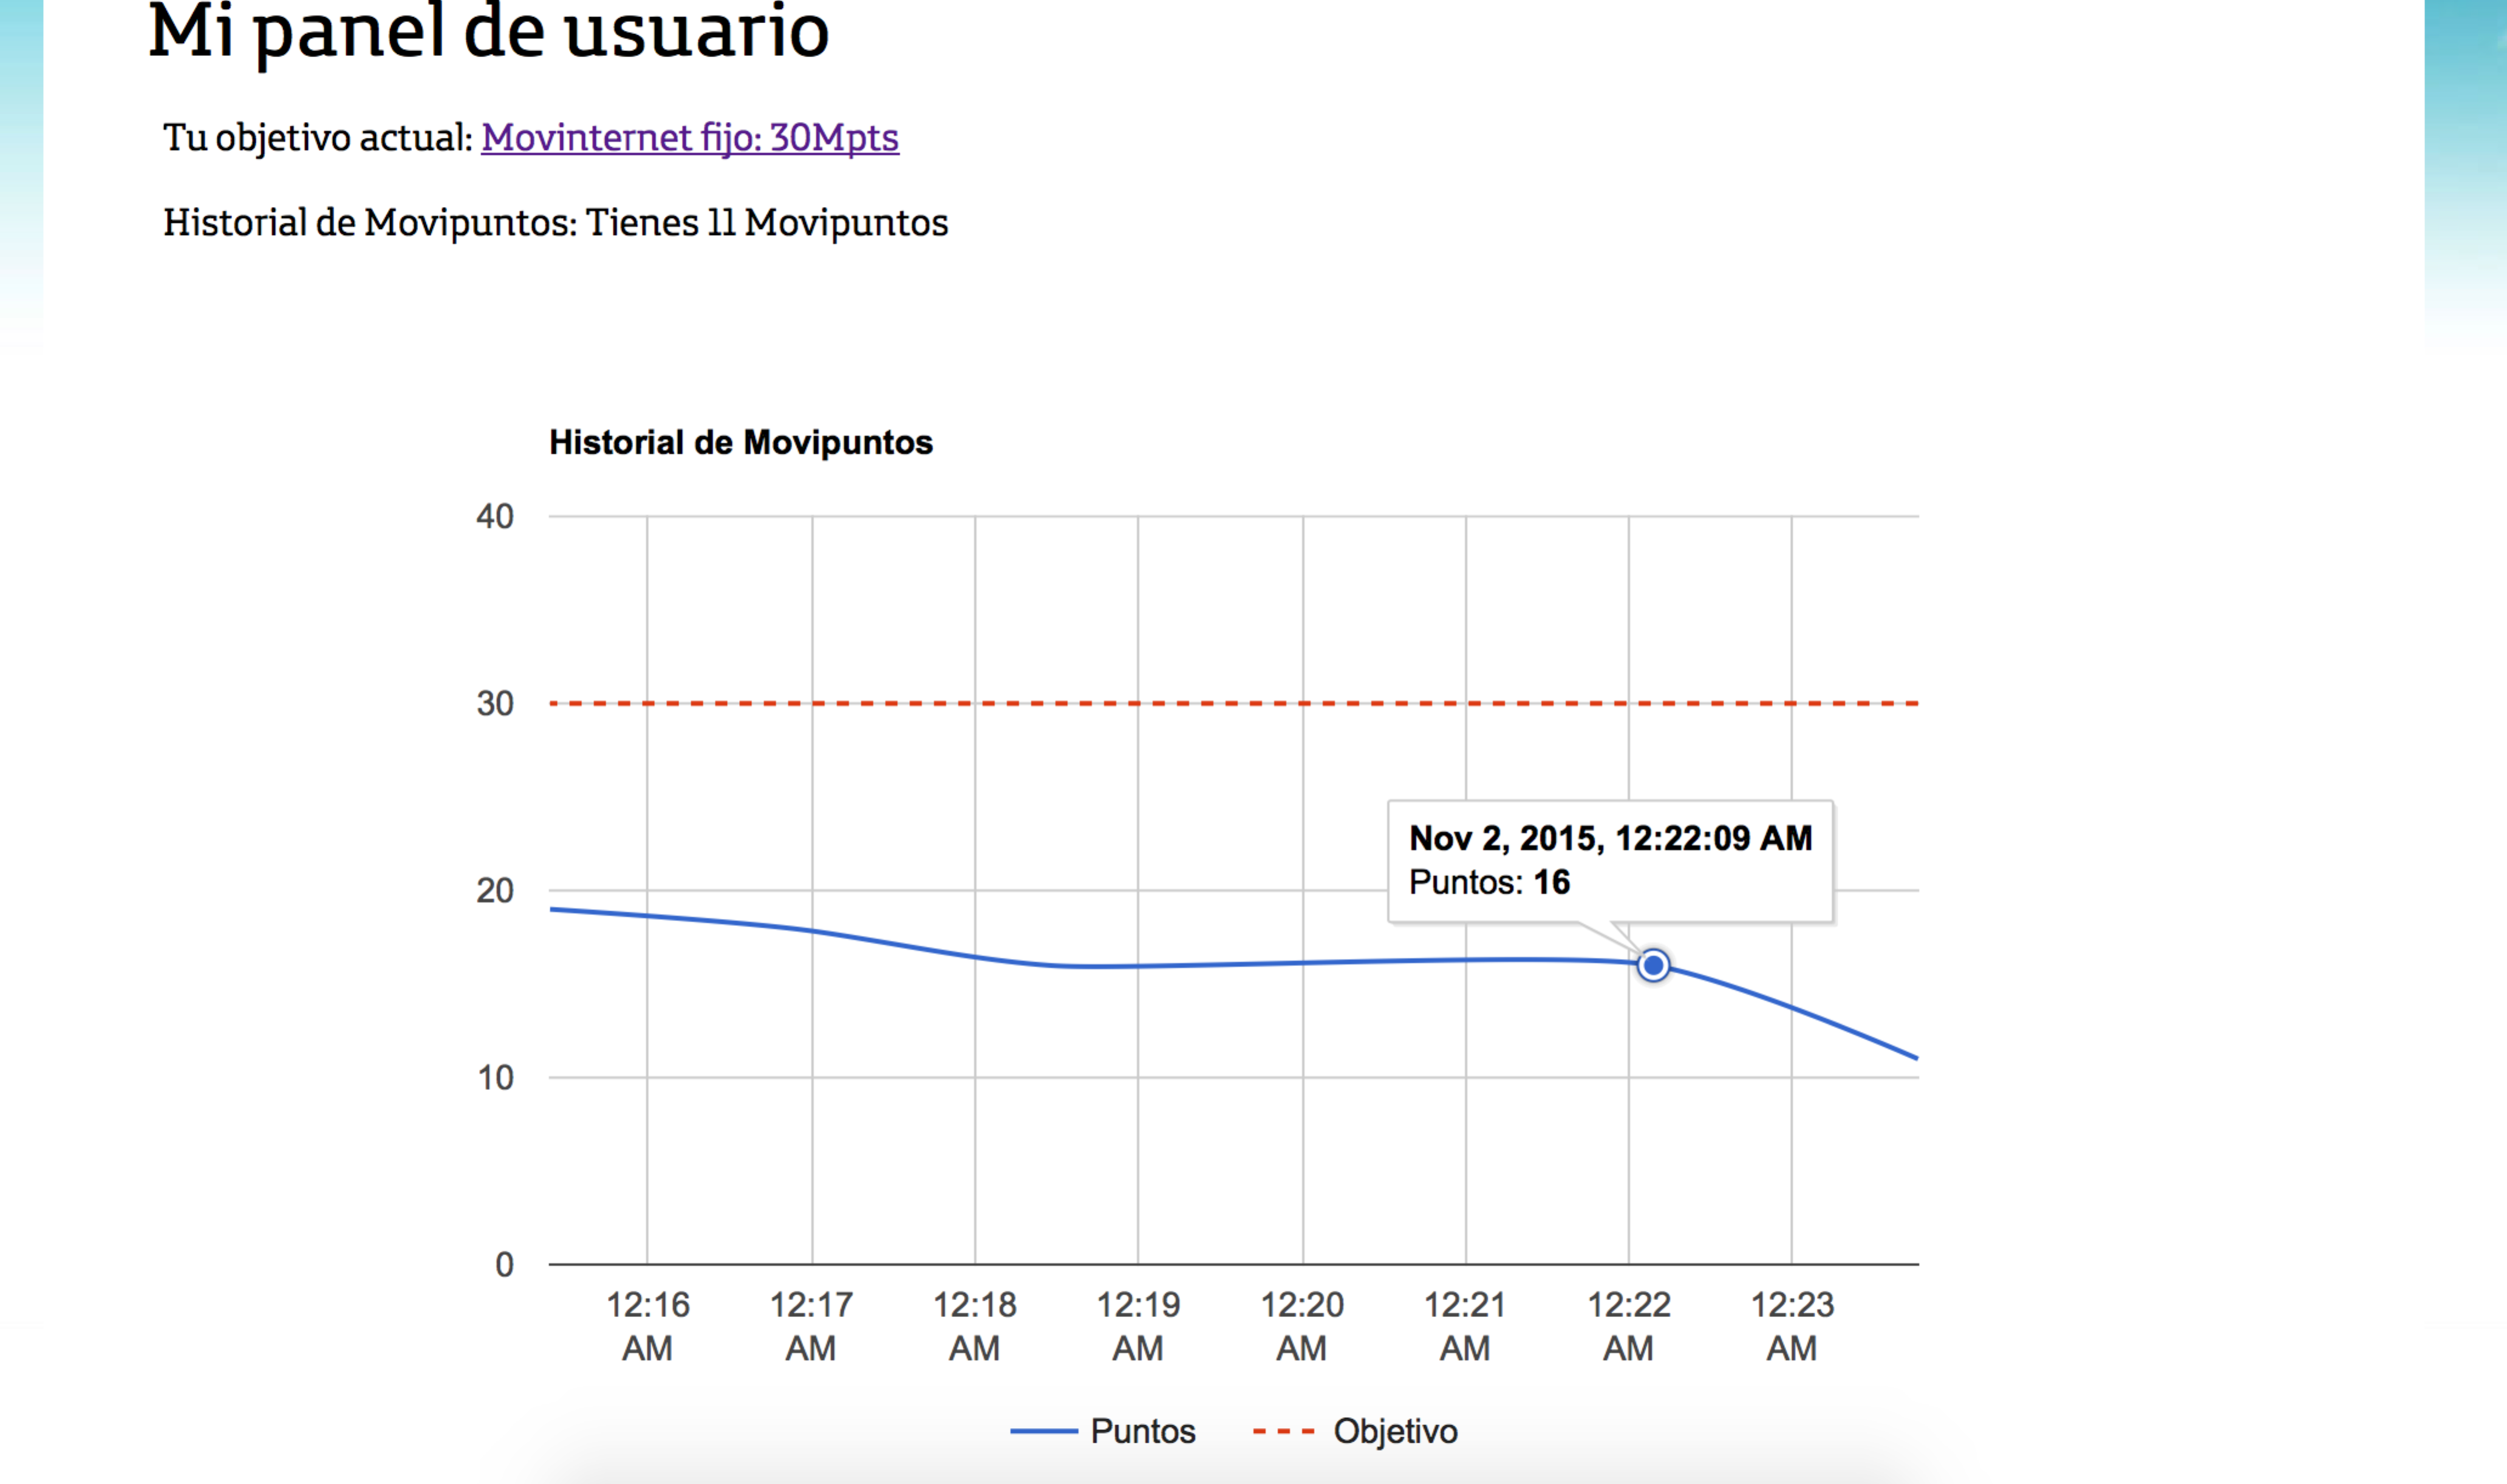 Mi panel de usuario
Tu objetivo actual: Movinternet fijo: 30Mpts
Historial de Movipuntos: Tienes 11 Movipuntos
Historial de Movipuntos
40
30
20
10
0
Nov 2, 2015, 12:22:09 AM
Puntos: 16
12:16 AM
12:17 AM
12:18 AM
12:19 AM
12:20 AM
12:21 AM
12:22 AM
12:23 AM
Puntos
Objetivo